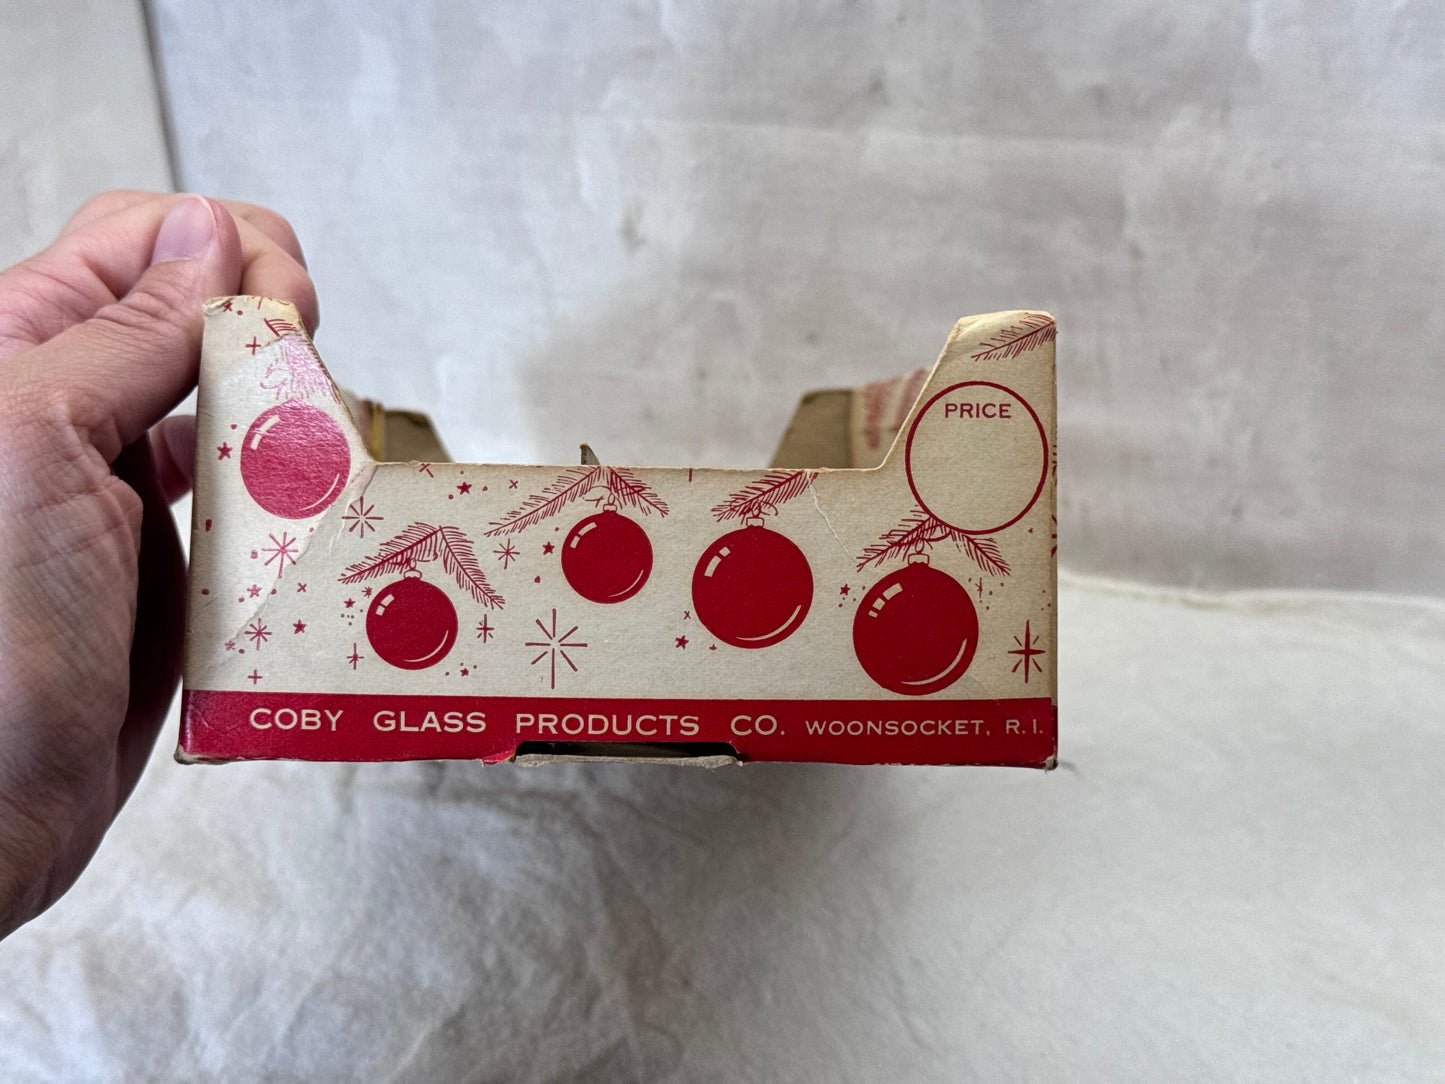 PRICE
COBY GLASS PRODUCTS CO. WOONSOCKET, R.I.